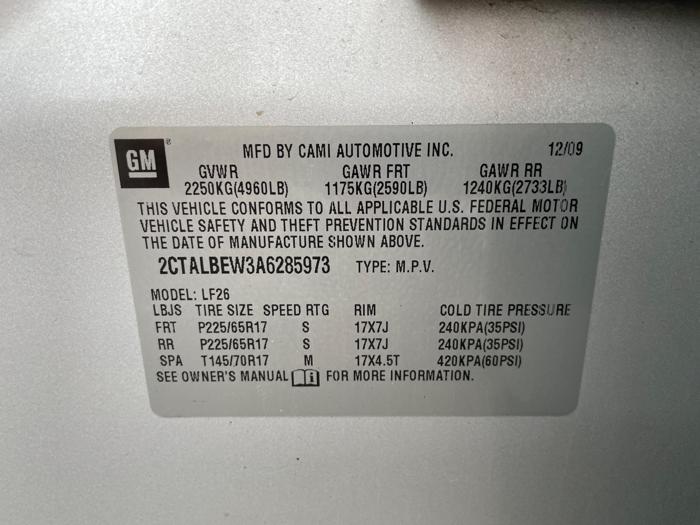 GM ®
MFD BY CAMI AUTOMOTIVE INC. 12/09
GVWR GAWR FRT GAWR RR
2250KG(4960LB) 1175KG(2590LB) 1240KG(2733LB)
THIS VEHICLE CONFORMS TO ALL APPLICABLE U.S. FEDERAL MOTOR
VEHICLE SAFETY AND THEFT PREVENTION STANDARDS IN EFFECT ON
THE DATE OF MANUFACTURE SHOWN ABOVE.
2CTALBEW3A6285973 TYPE: M.P.V.
MODEL: LF26
LBJS TIRE SIZE SPEED RTG RIM COLD TIRE PRESSURE
FRT P225/65R17 S 17X7J 240KPA(35PSI)
RR P225/65R17 S 17X7J 240KPA(35PSI)
SPA T145/70R17 M 17X4.5T 420KPA(60PSI)
SEE OWNER'S MANUAL i FOR MORE INFORMATION.